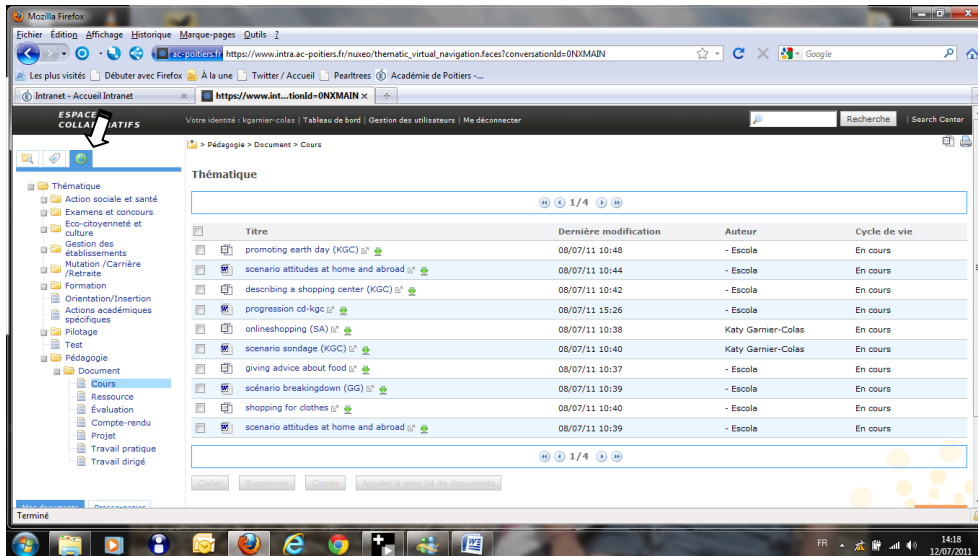 Mozilla Firefox
Fichier Édition Affichage Historique Marque-pages Outils ?
ac-poitiers.fr https://www.intra.ac-poitiers.fr/nuxeo/thematic_virtual_navigation.faces?conversationId=0NXMAIN Google
Les plus visités Débuter avec Firefox À la une Twitter / Accueil Pearltrees Académie de Poitiers -...
Intranet - Accueil Intranet × https://www.int...tionId=0NXMAIN ×
ESPACE
Votre identité : kgarnier-colas | Tableau de bord | Gestion des utilisateurs | Me déconnecter Recherche | Search Center
> Pédagogie > Document > Cours
Thématique
Thématique
Action sociale et santé
Examens et concours
Eco-citoyenneté et
culture
Gestion des
établissements
Mutation /Carrière
/Retraite
Formation
Orientation/Insertion
Actions académiques
spécifiques
Pilotage
Test
Pédagogie
Document
Cours
Ressource
Évaluation
Compte-rendu
Projet
Travail pratique
Travail dirigé
1/4
Titre Dernière modification Auteur Cycle de vie
promoting earth day (KGC) 08/07/11 10:48 - Escola En cours
scenario attitudes at home and abroad 08/07/11 10:44 - Escola En cours
describing a shopping center (KGC) 08/07/11 10:42 - Escola En cours
progression cd-kgc 08/07/11 15:26 - Escola En cours
onlineshopping (SA) 08/07/11 10:38 Katy Garnier-Colas En cours
scenario sondage (KGC) 08/07/11 10:40 Katy Garnier-Colas En cours
giving advice about food 08/07/11 10:37 - Escola En cours
scénario breakingdown (GG) 08/07/11 10:39 - Escola En cours
shopping for clothes 08/07/11 10:40 - Escola En cours
scenario attitudes at home and abroad 08/07/11 10:39 - Escola En cours
1/4
Coller Supprimer Copier Ajouter à mon lot de documents
Mes documents Presse-papier
Terminé
FR 14:18
12/07/2011